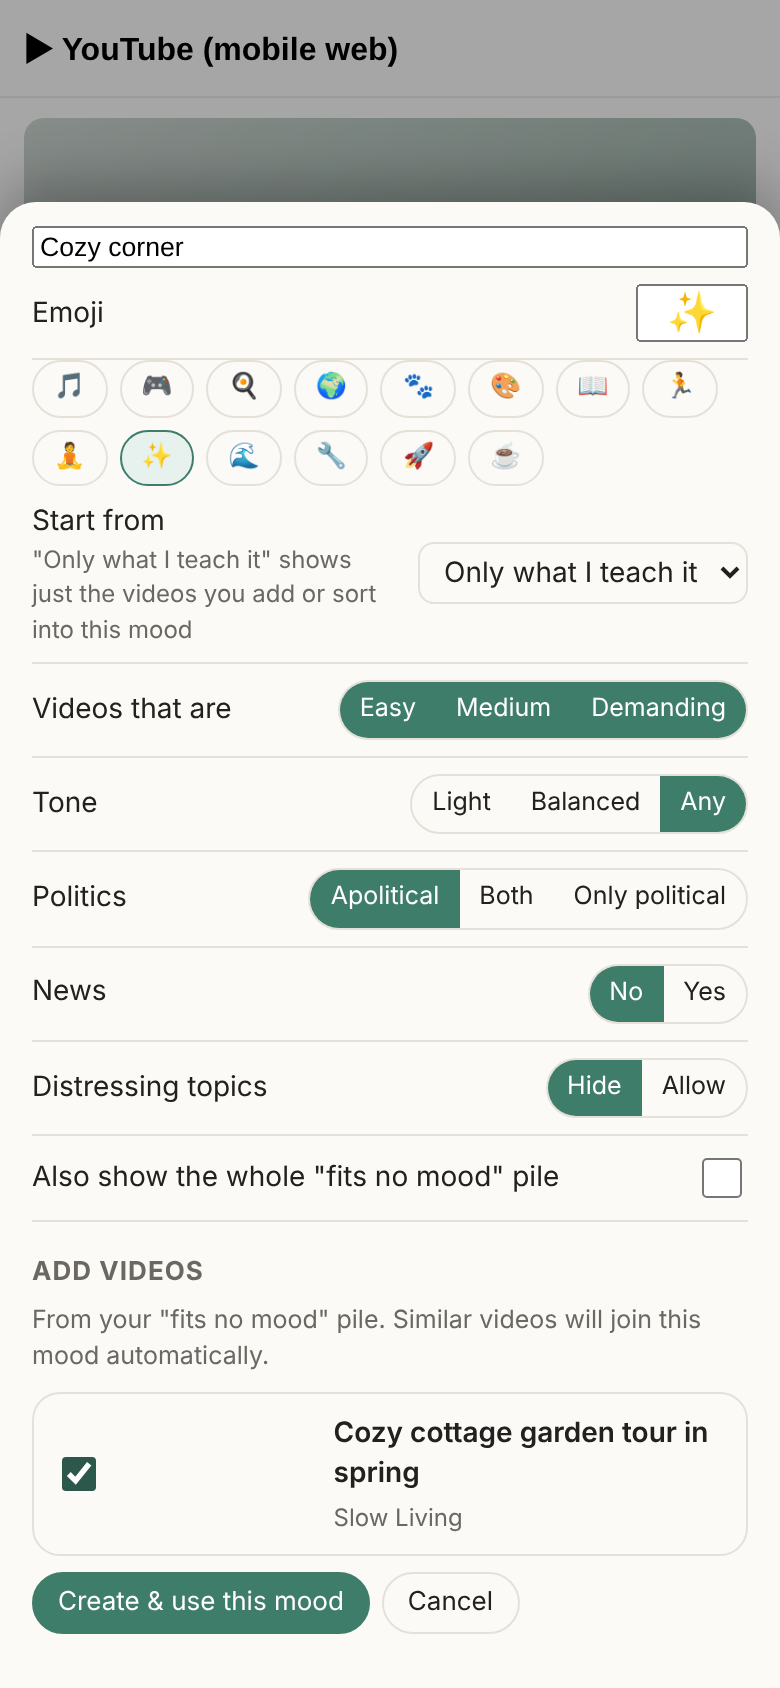 ▶ YouTube (mobile web)
Cozy corner
Emoji ✨
🎵 🎮 🍳 🌍 🐾 🎨 📖 🏃
🧘 ✨ 🌊 🔧 🚀 ☕
Start from
"Only what I teach it" shows
just the videos you add or sort
into this mood
Only what I teach it
Videos that are Easy Medium Demanding
Tone Light Balanced Any
Politics Apolitical Both Only political
News No Yes
Distressing topics Hide Allow
Also show the whole "fits no mood" pile
ADD VIDEOS
From your "fits no mood" pile. Similar videos will join this
mood automatically.
Cozy cottage garden tour in
spring
Slow Living
Create & use this mood Cancel